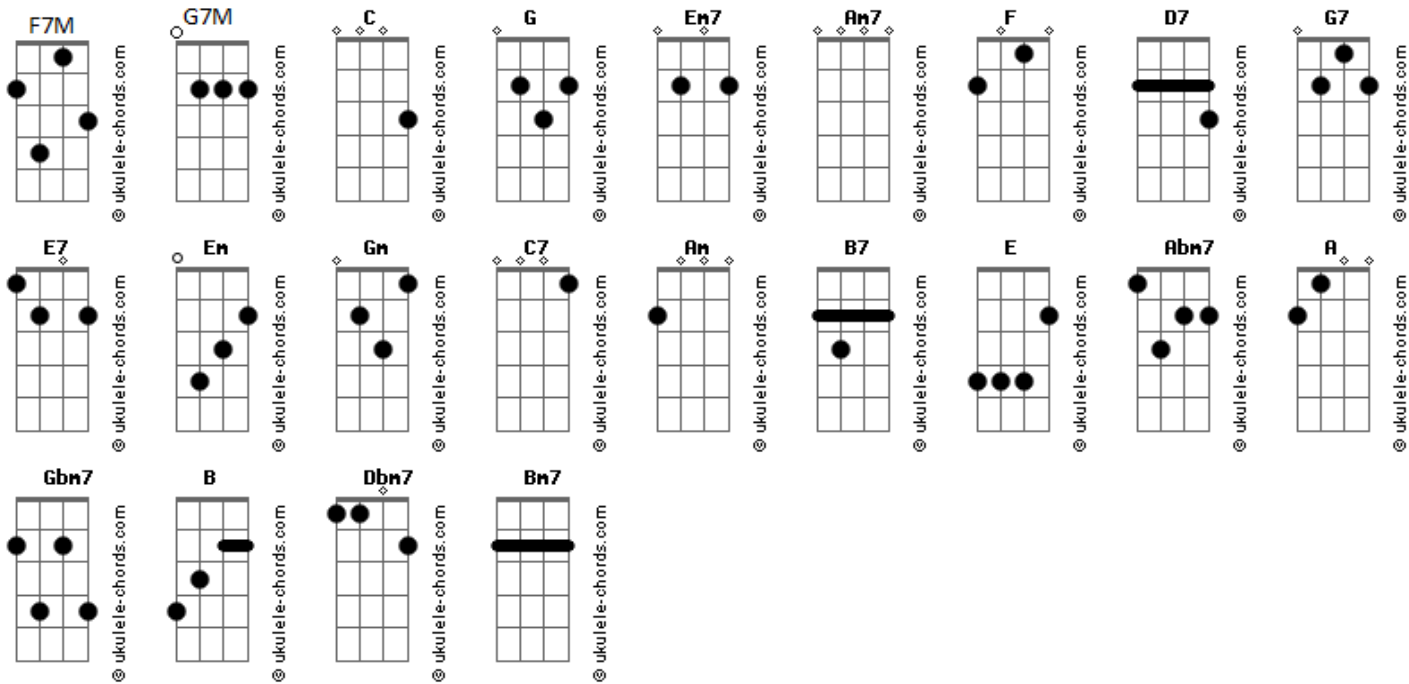 F7M G7M C G Em7 Am7 F D7 G7
© ukulele-chords.com © ukulele-chords.com © ukulele-chords.com © ukulele-chords.com © ukulele-chords.com © ukulele-chords.com © ukulele-chords.com © ukulele-chords.com © ukulele-chords.com
E7 Em Gm C7 Am B7 E Abm7 A
© ukulele-chords.com © ukulele-chords.com © ukulele-chords.com © ukulele-chords.com © ukulele-chords.com © ukulele-chords.com © ukulele-chords.com © ukulele-chords.com © ukulele-chords.com
Gbm7 B Dbm7 Bm7
© ukulele-chords.com © ukulele-chords.com © ukulele-chords.com © ukulele-chords.com